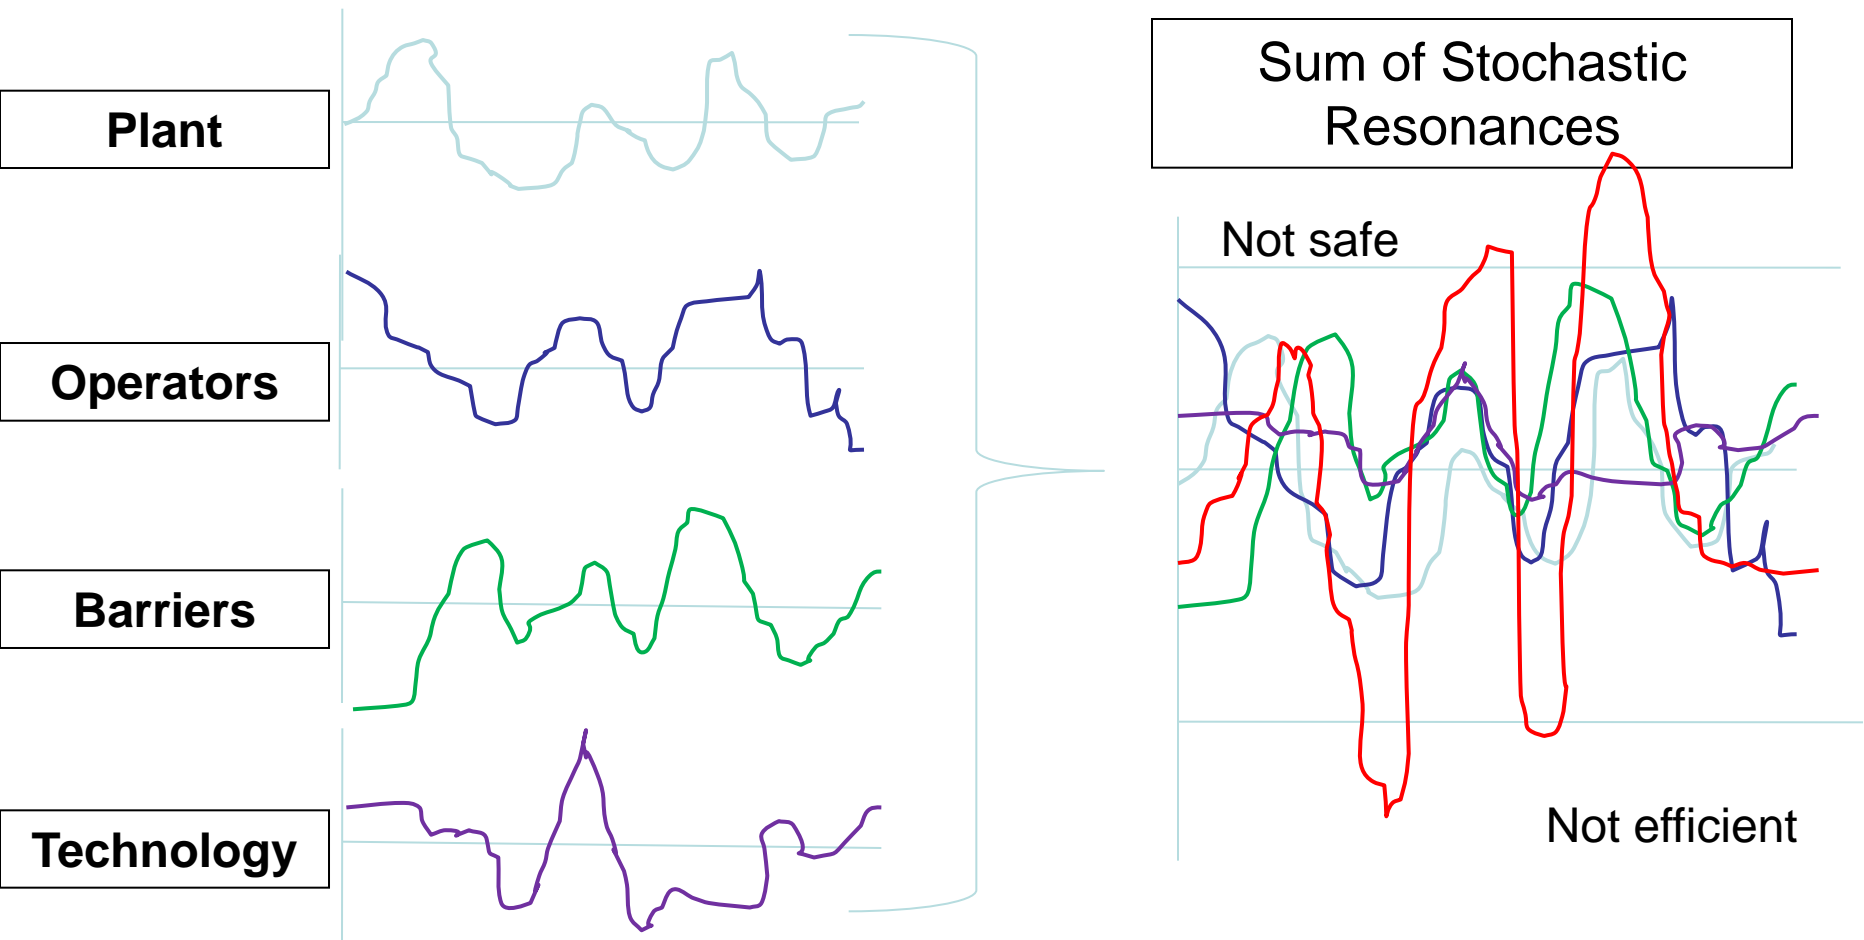 Plant
Operators
Barriers
Technology
Sum of Stochastic
Resonances
Not safe
Not efficient